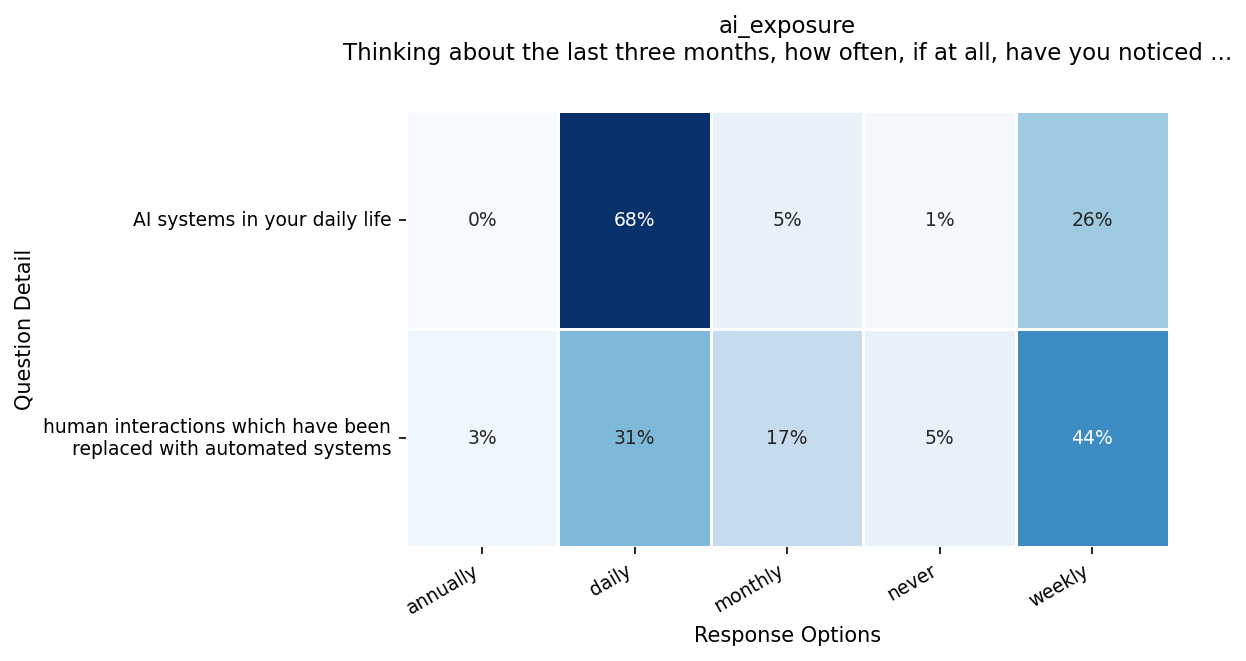 ai_exposure
Thinking about the last three months, how often, if at all, have you noticed ...
Question Detail
AI systems in your daily life
0%
68%
5%
1%
26%
human interactions which have been
replaced with automated systems
3%
31%
17%
5%
44%
annually
daily
monthly
never
weekly
Response Options